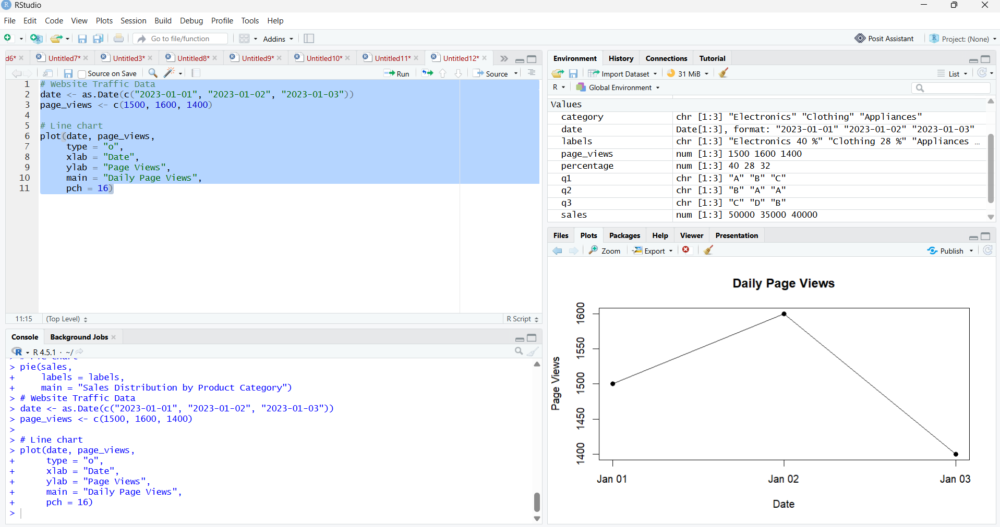 RStudio
File Edit Code View Plots Session Build Debug Profile Tools Help
Go to file/function Addins Posit Assistant Project: (None)
d6* Untitled7* Untitled3* Untitled8* Untitled9* Untitled10* Untitled11* Untitled12*
Source on Save Run Source
1 # Website Traffic Data
2 date <- as.Date(c("2023-01-01", "2023-01-02", "2023-01-03"))
3 page_views <- c(1500, 1600, 1400)
4
5 # Line chart
6 plot(date, page_views,
7 type = "o",
8 xlab = "Date",
9 ylab = "Page Views",
10 main = "Daily Page Views",
11 pch = 16)
11:15 (Top Level) R Script
Console Background Jobs
R 4.5.1 · ~/
> pie(sales,
+ labels = labels,
+ main = "Sales Distribution by Product Category")
> # Website Traffic Data
> date <- as.Date(c("2023-01-01", "2023-01-02", "2023-01-03"))
> page_views <- c(1500, 1600, 1400)
>
> # Line chart
> plot(date, page_views,
+ type = "o",
+ xlab = "Date",
+ ylab = "Page Views",
+ main = "Daily Page Views",
+ pch = 16)
>
Environment History Connections Tutorial
Import Dataset 31 MiB List
R Global Environment
Values
category chr [1:3] "Electronics" "Clothing" "Appliances"
date Date[1:3], format: "2023-01-01" "2023-01-02" "2023-01-03"
labels chr [1:3] "Electronics 40 %" "Clothing 28 %" "Appliances …
page_views num [1:3] 1500 1600 1400
percentage num [1:3] 40 28 32
q1 chr [1:3] "A" "B" "C"
q2 chr [1:3] "B" "A" "A"
q3 chr [1:3] "C" "D" "B"
sales num [1:3] 50000 35000 40000
Files Plots Packages Help Viewer Presentation
Zoom Export Publish
Daily Page Views
Page Views
1600
1550
1500
1450
1400
Jan 01 Jan 02 Jan 03
Date